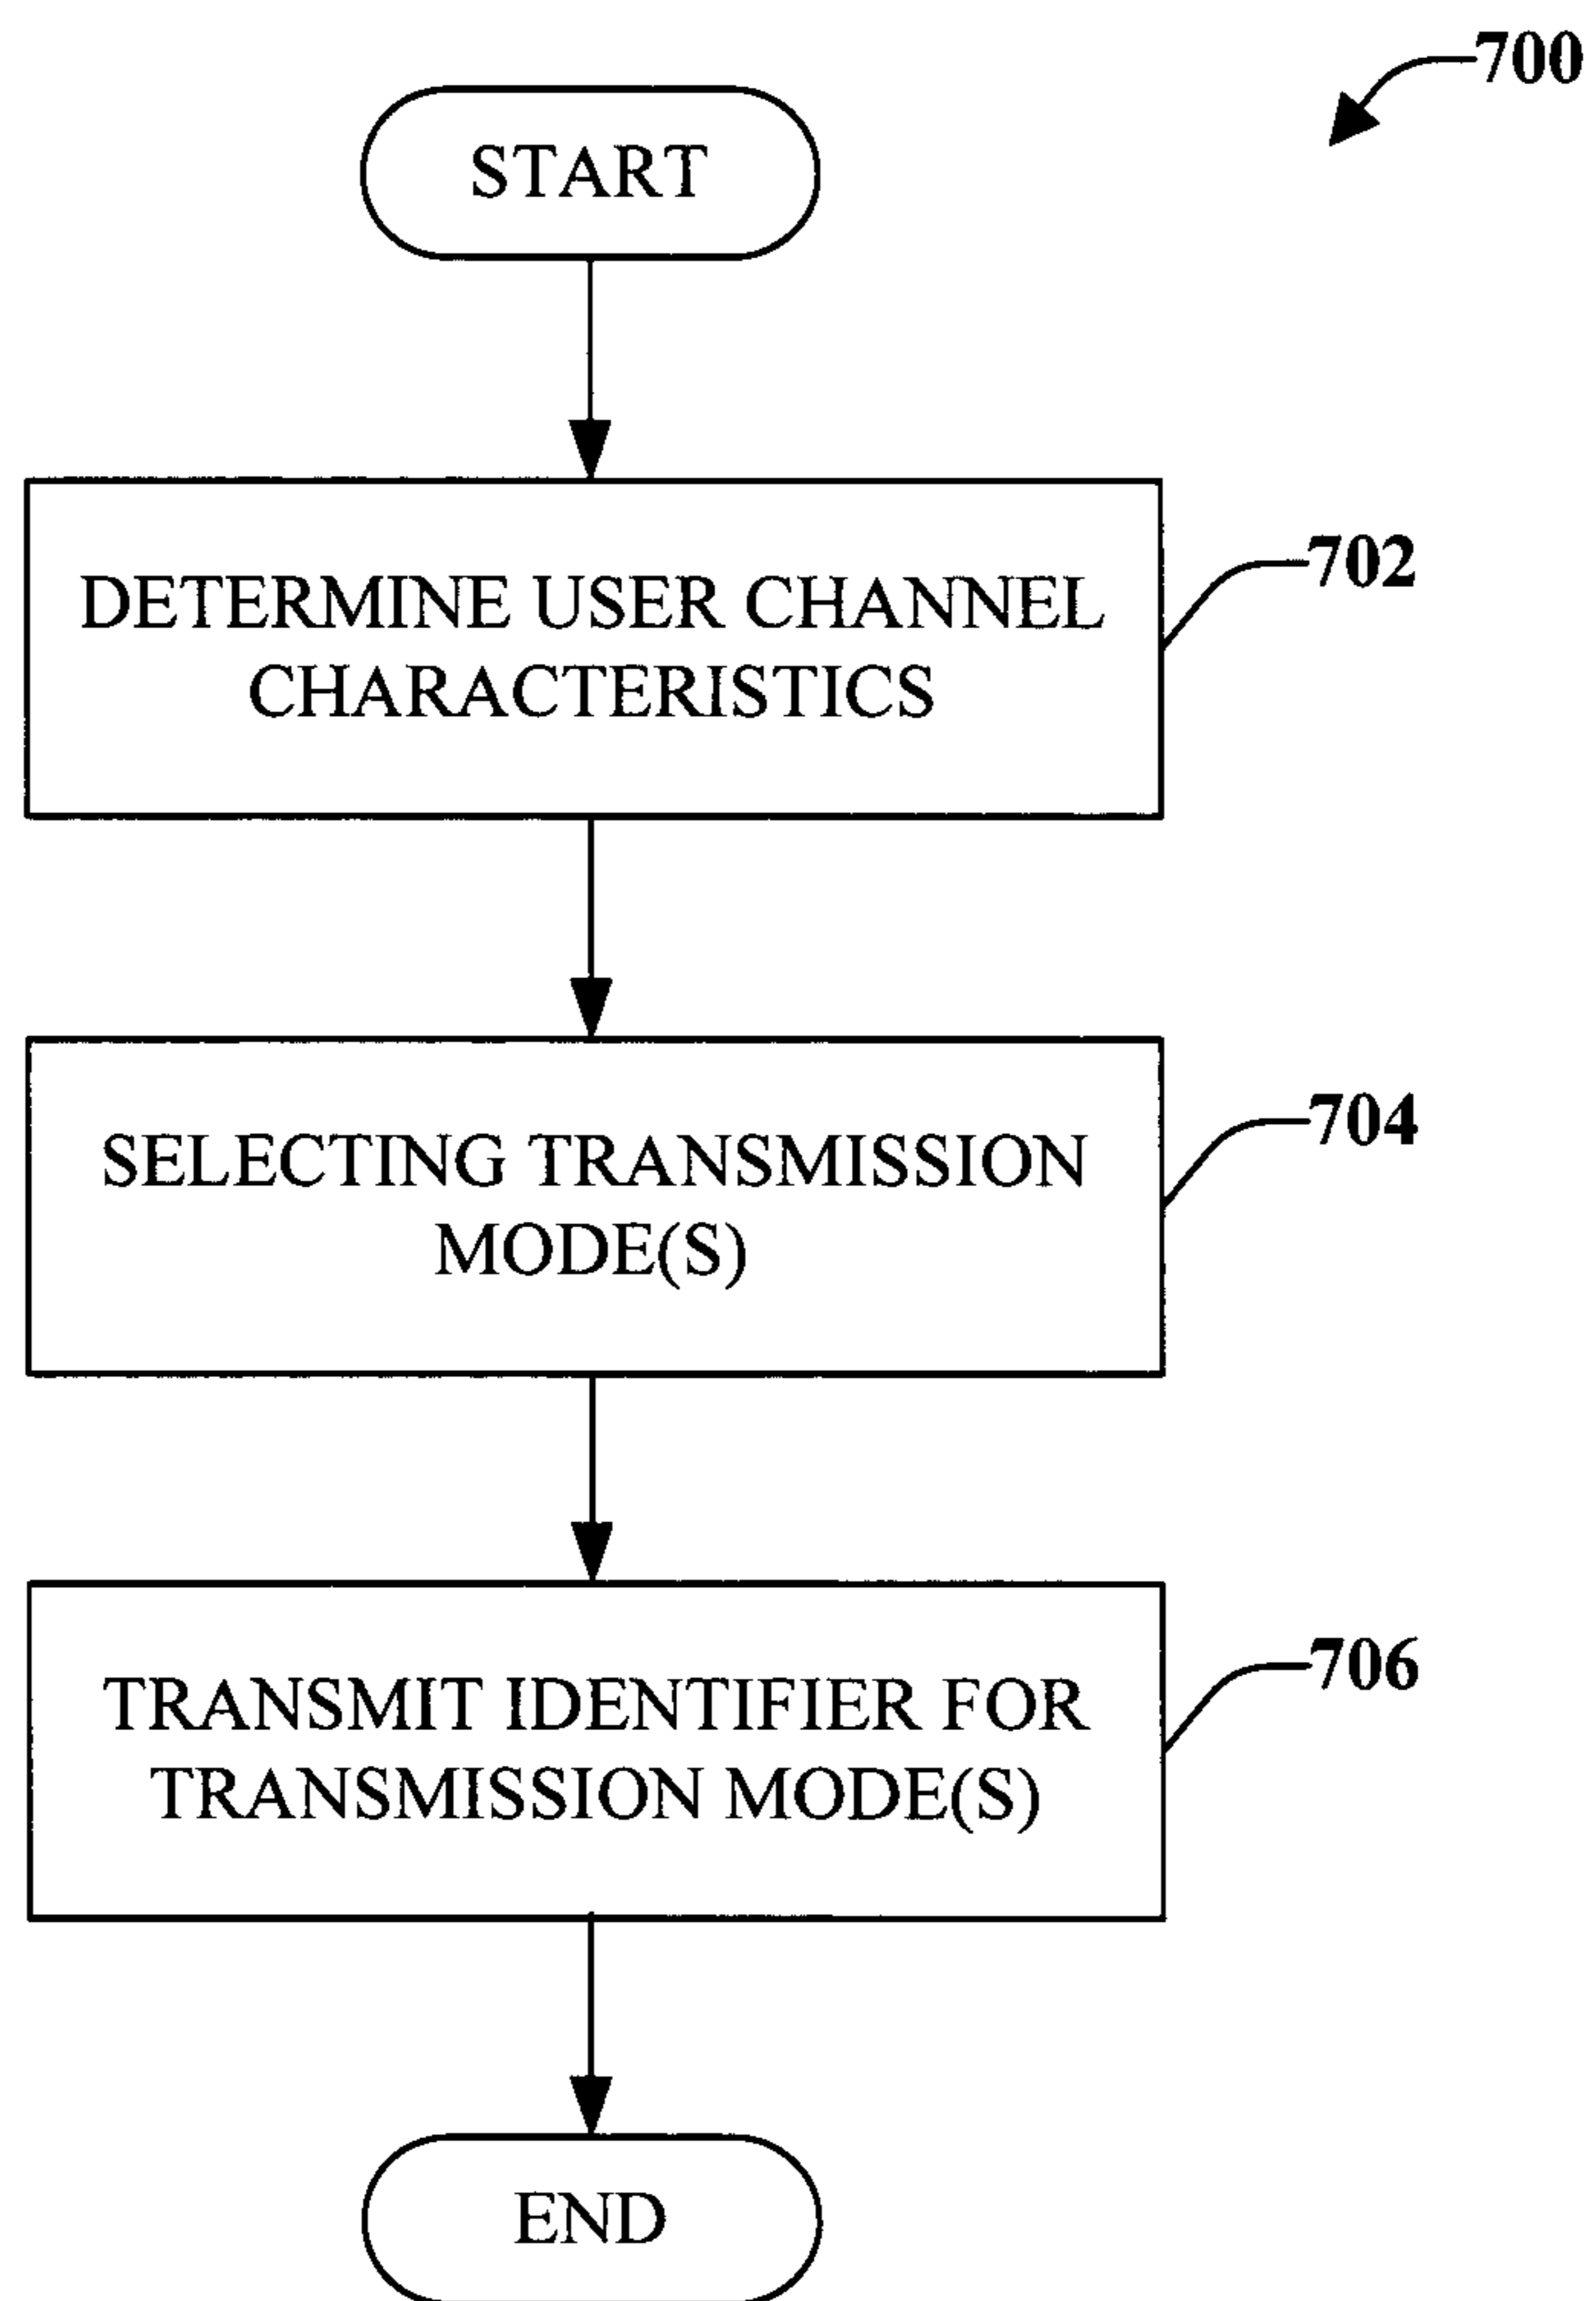 700
START
DETERMINE USER CHANNEL
CHARACTERISTICS
702
SELECTING TRANSMISSION
MODE(S)
704
TRANSMIT IDENTIFIER FOR
TRANSMISSION MODE(S)
706
END